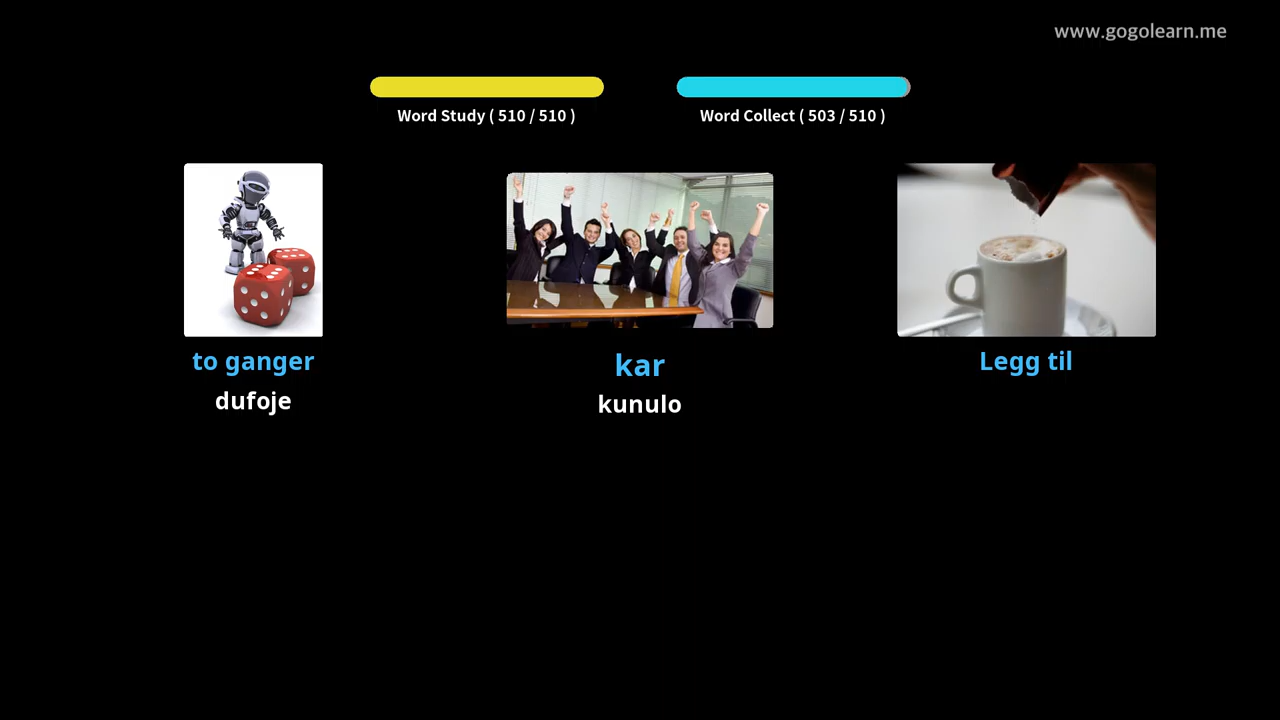 www.gogolearn.me
Word Study ( 510 / 510 )
Word Collect ( 503 / 510 )
to ganger
dufoje
kar
kunulo
Legg til